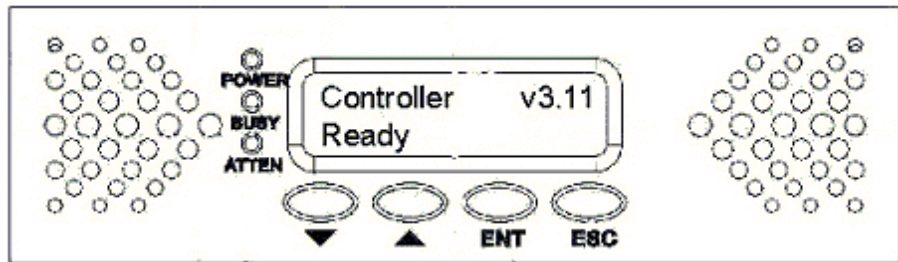 POWER
BUSY
ATTEN
Controller v3.11
Ready
▼ ▲ ENT ESC